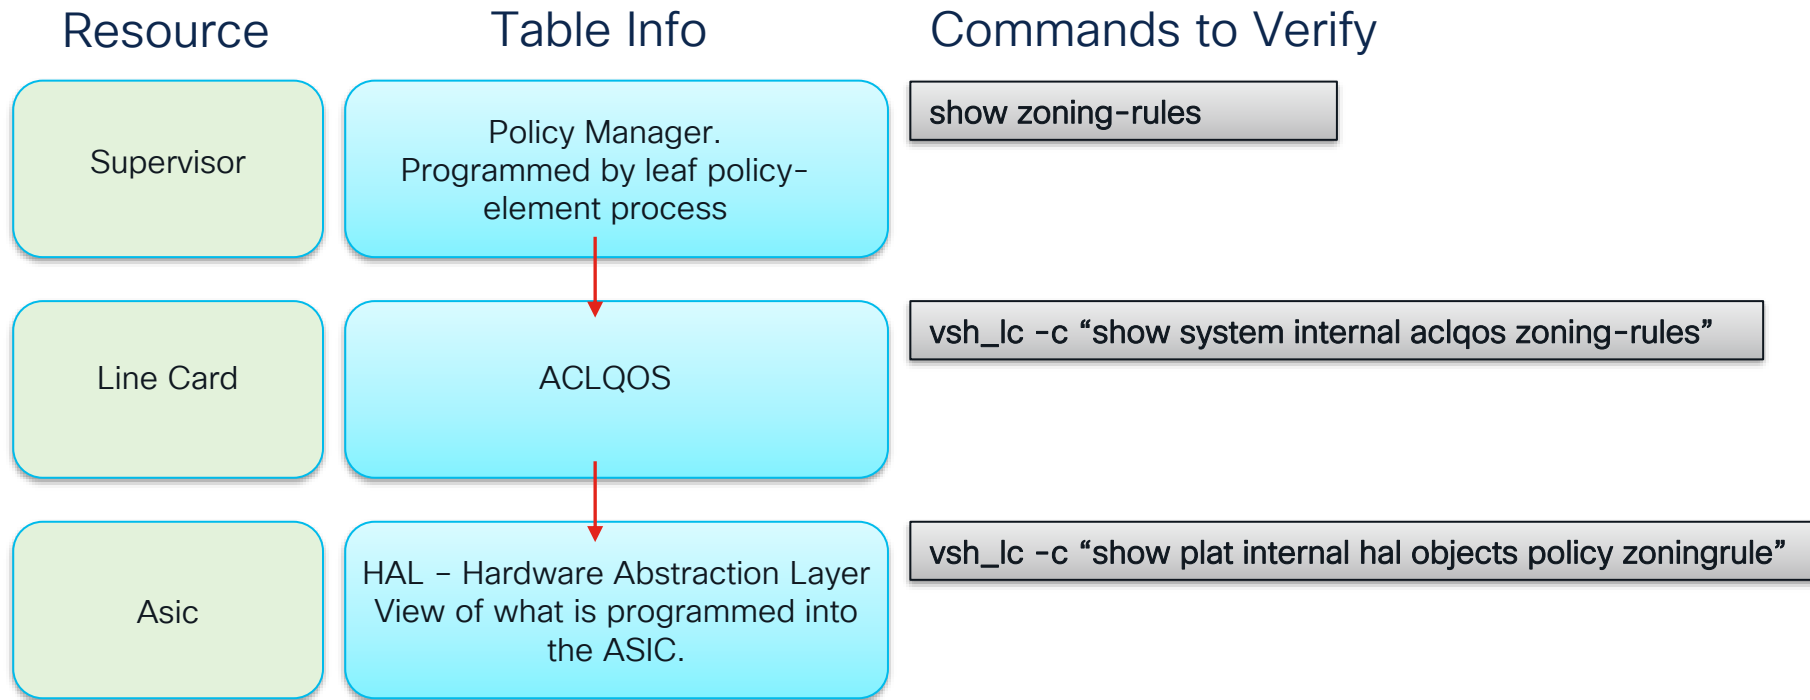 Resource
Table Info
Commands to Verify
Supervisor
Policy Manager.
Programmed by leaf policy-
element process
show zoning-rules
Line Card
ACLQOS
vsh_lc -c “show system internal aclqos zoning-rules”
Asic
HAL – Hardware Abstraction Layer
View of what is programmed into
the ASIC.
vsh_lc -c “show plat internal hal objects policy zoningrule”